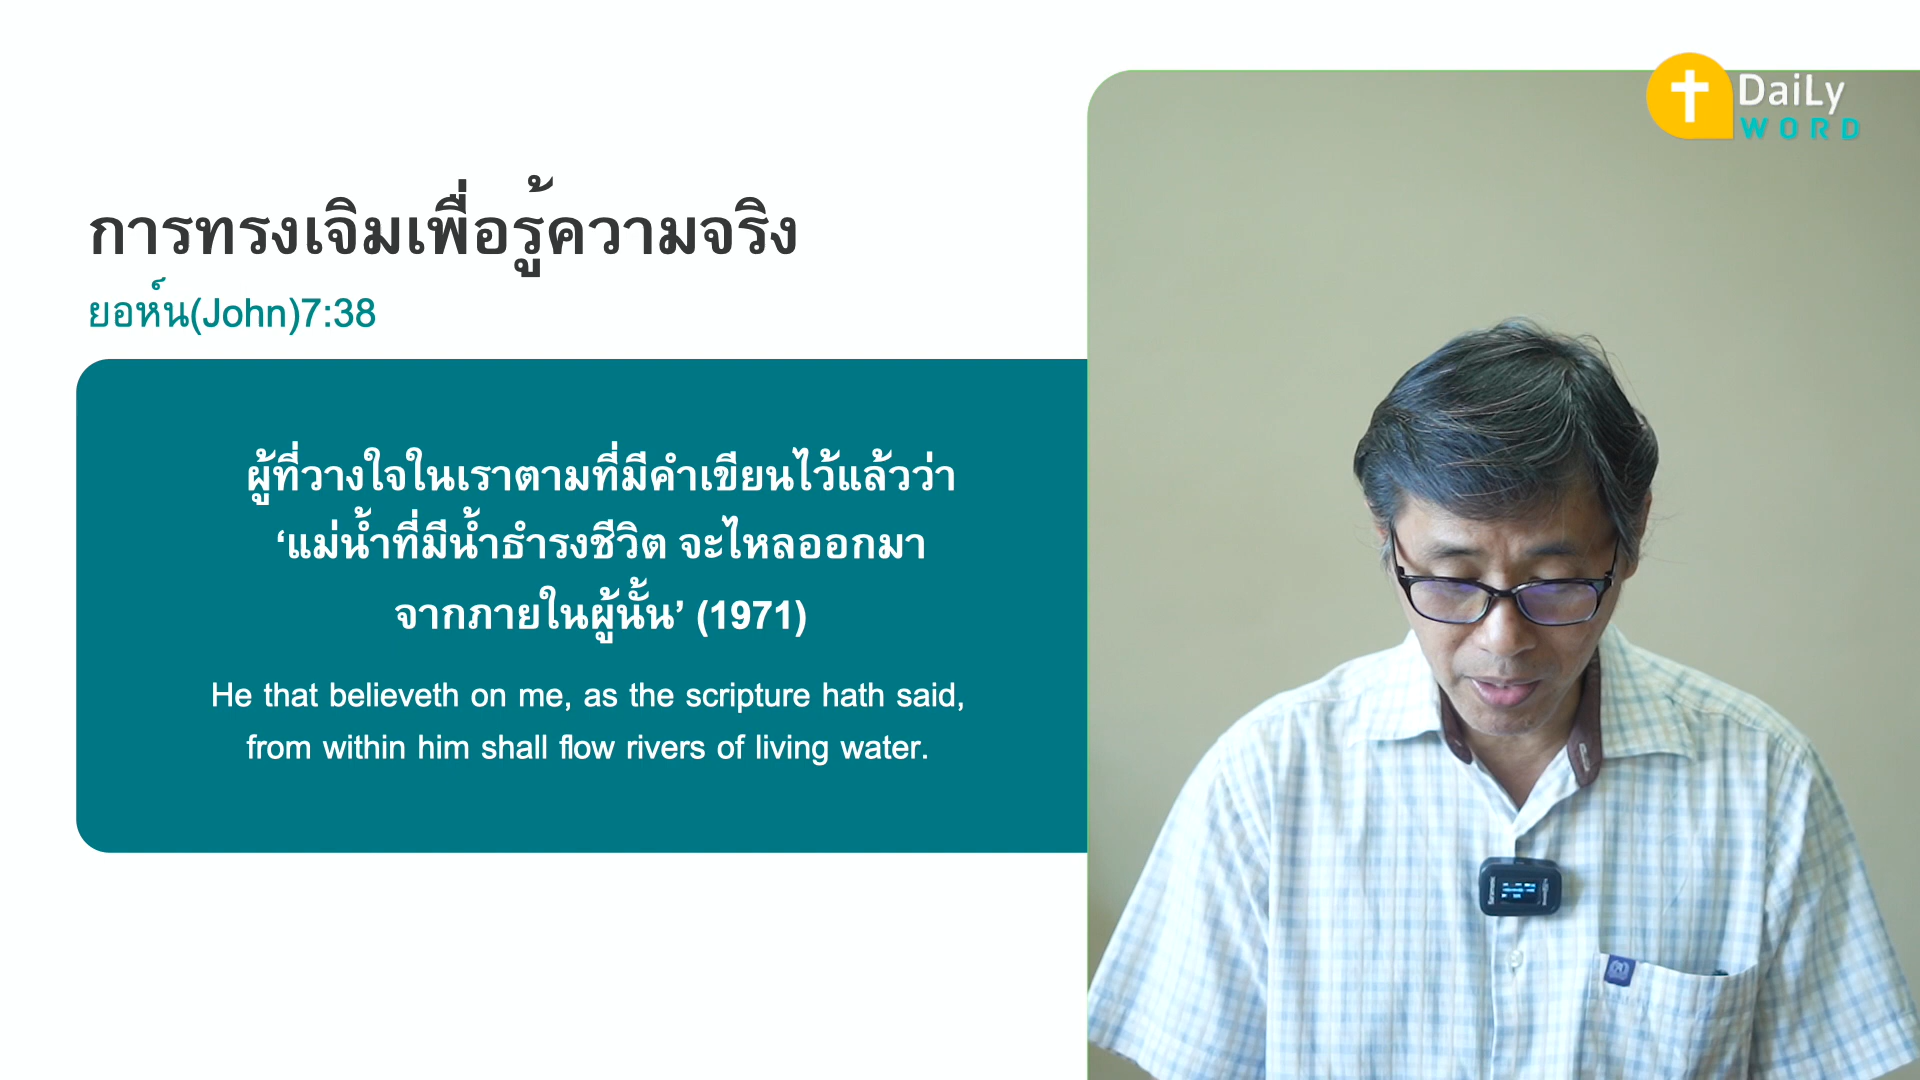 DaiLy
WORD
การทรงเจิมเพื่อรู้ความจริง
ยอห์น(John)7:38
ผู้ที่วางใจในเราตามที่มีคำเขียนไว้แล้วว่า
‘แม่น้ำที่มีน้ำธำรงชีวิต จะไหลออกมา
จากภายในผู้นั้น’ (1971)
He that believeth on me, as the scripture hath said,
from within him shall flow rivers of living water.